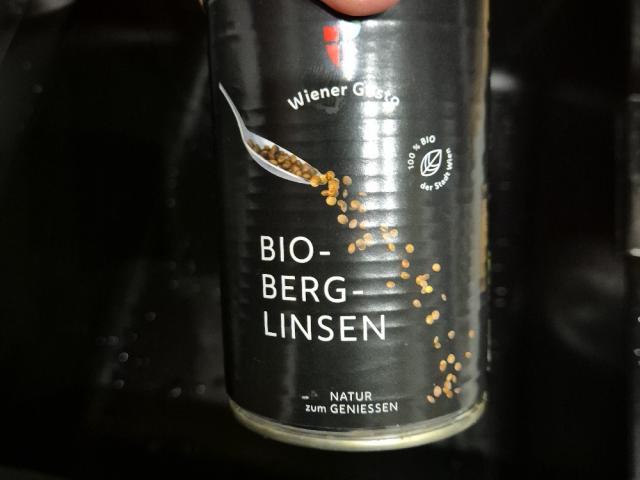 Wiener Gusto
100 % BIO
der Stadt Wien
BIO-
BERG-
LINSEN
NATUR
zum GENIESSEN